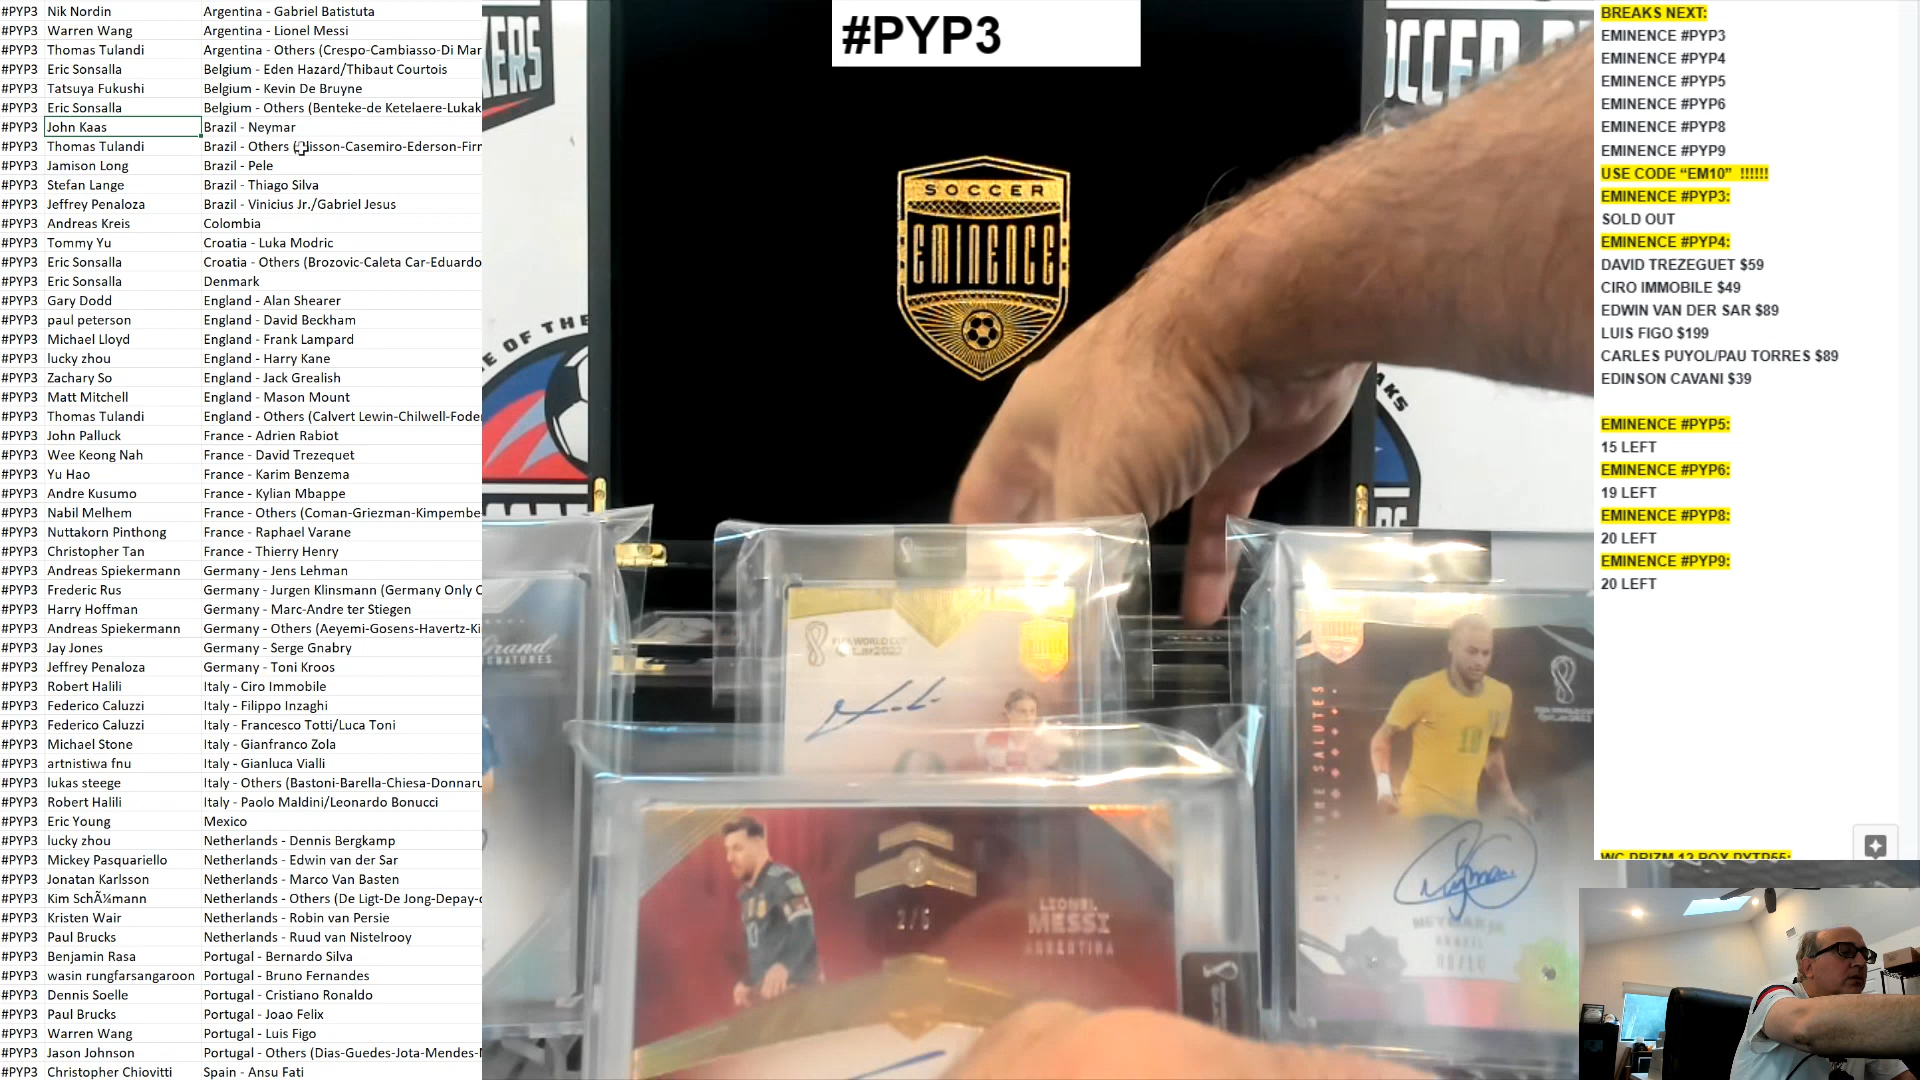 #PYP3 Nik Nordin Argentina - Gabriel Batistuta
#PYP3 Warren Wang Argentina - Lionel Messi
#PYP3 Thomas Tulandi Argentina - Others (Crespo-Cambiasso-Di Mar
#PYP3 Eric Sonsalla Belgium - Eden Hazard/Thibaut Courtois
#PYP3 Tatsuya Fukushi Belgium - Kevin De Bruyne
#PYP3 Eric Sonsalla Belgium - Others (Benteke-de Ketelaere-Lukak
#PYP3 John Kaas Brazil - Neymar
#PYP3 Thomas Tulandi Brazil - Others (Alisson-Casemiro-Ederson-Firm
#PYP3 Jamison Long Brazil - Pele
#PYP3 Stefan Lange Brazil - Thiago Silva
#PYP3 Jeffrey Penaloza Brazil - Vinicius Jr./Gabriel Jesus
#PYP3 Andreas Kreis Colombia
#PYP3 Tommy Yu Croatia - Luka Modric
#PYP3 Eric Sonsalla Croatia - Others (Brozovic-Caleta Car-Eduardo
#PYP3 Eric Sonsalla Denmark
#PYP3 Gary Dodd England - Alan Shearer
#PYP3 paul peterson England - David Beckham
#PYP3 Michael Lloyd England - Frank Lampard
#PYP3 lucky zhou England - Harry Kane
#PYP3 Zachary So England - Jack Grealish
#PYP3 Matt Mitchell England - Mason Mount
#PYP3 Thomas Tulandi England - Others (Calvert Lewin-Chilwell-Fode
#PYP3 John Palluck France - Adrien Rabiot
#PYP3 Wee Keong Nah France - David Trezequet
#PYP3 Yu Hao France - Karim Benzema
#PYP3 Andre Kusumo France - Kylian Mbappe
#PYP3 Nabil Melhem France - Others (Coman-Griezman-Kimpembe
#PYP3 Nuttakorn Pinthong France - Raphael Varane
#PYP3 Christopher Tan France - Thierry Henry
#PYP3 Andreas Spiekermann Germany - Jens Lehman
#PYP3 Frederic Rus Germany - Jurgen Klinsmann (Germany Only C
#PYP3 Harry Hoffman Germany - Marc-Andre ter Stiegen
#PYP3 Andreas Spiekermann Germany - Others (Aeyemi-Gosens-Havertz-Ki
#PYP3 Jay Jones Germany - Serge Gnabry
#PYP3 Jeffrey Penaloza Germany - Toni Kroos
#PYP3 Robert Halili Italy - Ciro Immobile
#PYP3 Federico Caluzzi Italy - Filippo Inzaghi
#PYP3 Federico Caluzzi Italy - Francesco Totti/Luca Toni
#PYP3 Michael Stone Italy - Gianfranco Zola
#PYP3 artnistiwa fnu Italy - Gianluca Vialli
#PYP3 lukas steege Italy - Others (Bastoni-Barella-Chiesa-Donnaru
#PYP3 Robert Halili Italy - Paolo Maldini/Leonardo Bonucci
#PYP3 Eric Young Mexico
#PYP3 lucky zhou Netherlands - Dennis Bergkamp
#PYP3 Mickey Pasquariello Netherlands - Edwin van der Sar
#PYP3 Jonatan Karlsson Netherlands - Marco Van Basten
#PYP3 Kim SchÃ¼mann Netherlands - Others (De Ligt-De Jong-Depay-d
#PYP3 Kristen Wair Netherlands - Robin van Persie
#PYP3 Paul Brucks Netherlands - Ruud van Nistelrooy
#PYP3 Benjamin Rasa Portugal - Bernardo Silva
#PYP3 wasin rungfarsangaroon Portugal - Bruno Fernandes
#PYP3 Dennis Soelle Portugal - Cristiano Ronaldo
#PYP3 Paul Brucks Portugal - Joao Felix
#PYP3 Warren Wang Portugal - Luis Figo
#PYP3 Jason Johnson Portugal - Others (Dias-Guedes-Jota-Mendes-N
#PYP3 Christopher Chiovitti Spain - Ansu Fati
#PYP3
SOCCER
EMINENCE
OF THE
FIFA WORLD CUP
Qatar2022
SIGNATURES
2/5
LIONEL
MESSI
ARGENTINA
NEYMAR JR
BRAZIL
BREAKS NEXT:
EMINENCE #PYP3
EMINENCE #PYP4
EMINENCE #PYP5
EMINENCE #PYP6
EMINENCE #PYP8
EMINENCE #PYP9
USE CODE “EM10” !!!!!!
EMINENCE #PYP3:
SOLD OUT
EMINENCE #PYP4:
DAVID TREZEGUET $59
CIRO IMMOBILE $49
EDWIN VAN DER SAR $89
LUIS FIGO $199
CARLES PUYOL/PAU TORRES $89
EDINSON CAVANI $39
EMINENCE #PYP5:
15 LEFT
EMINENCE #PYP6:
19 LEFT
EMINENCE #PYP8:
20 LEFT
EMINENCE #PYP9:
20 LEFT
WC PRIZM 12 BOX PYTP55: